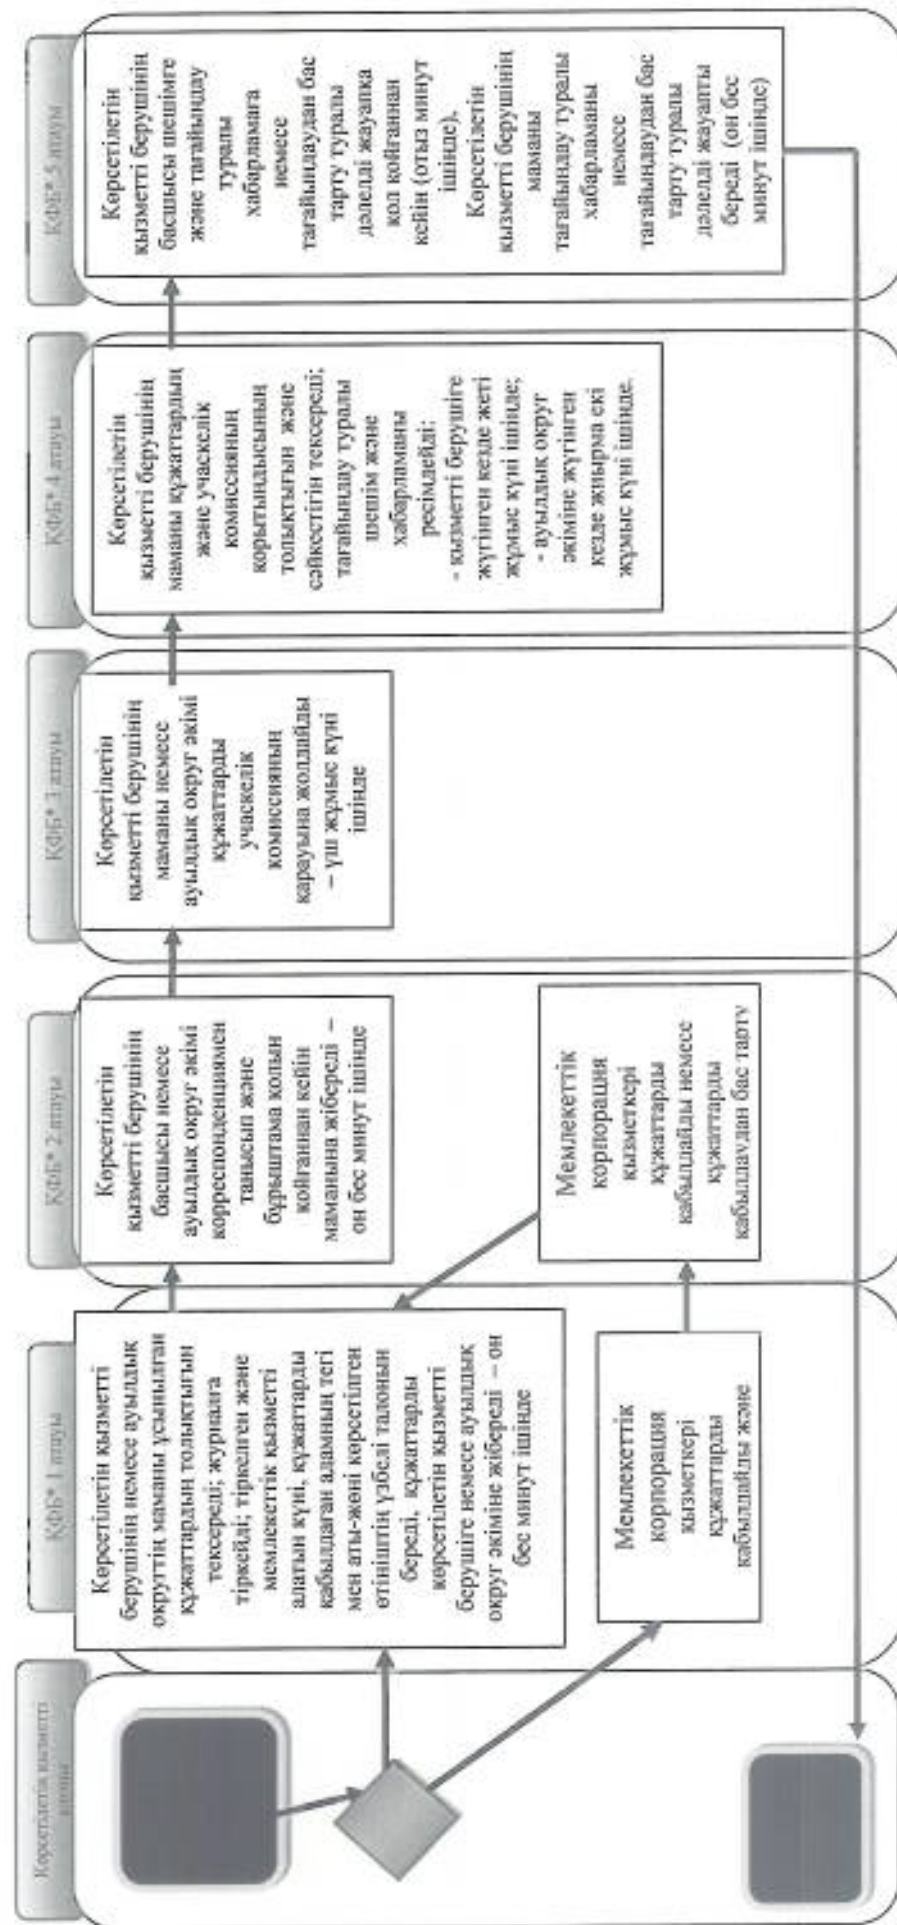 Көрсетілетін қызметті
алушы
ҚФБ* 1 атауы
Көрсетілетін қызметті
берушінің немесе ауылдық
округтің маманы ұсынылған
құжаттардың толықтығын
тексереді; журналға
тіркейді; тіркелген және
мемлекеттік қызметті
алатын күні, құжаттарды
қабылдаған адамның тегі
мен аты-жөні көрсетілген
өтініштің үзбелі талонын
береді, құжаттарды
көрсетілетін қызметті
берушіге немесе ауылдық
округ әкіміне жібереді – он
бес минут ішінде
Мемлекеттік
корпорация
қызметкері
құжаттарды
қабылдайды және
ҚФБ* 2 атауы
Көрсетілетін
қызметті берушінің
басшысы немесе
ауылдық округ әкімі
корреспонденциямен
танысып және
бұрыштама қолын
қойғаннан кейін
маманына жібереді –
он бес минут ішінде
Мемлекеттік
корпорация
қызметкері
құжаттарды
қабылдайды немесе
құжаттарды
қабылдаудан бас тарту
ҚФБ* 3 атауы
Көрсетілетін
қызметті берушінің
маманы немесе
ауылдық округ әкімі
құжаттарды
учаскелік
комиссияның
қарауына жолдайды
– үш жұмыс күні
ішінде
ҚФБ* 4 атауы
Көрсетілетін
қызметті берушінің
маманы құжаттардың
және учаскелік
комиссияның
қорытындысының
толықтығын және
сәйкестігін тексереді;
тағайындау туралы
шешім және
хабарламаны
ресімдейді:
- қызметті берушіге
жүгінген кезде жеті
жұмыс күні ішінде;
- ауылдық округ
әкіміне жүгінген
кезде жиырма екі
жұмыс күні ішінде.
ҚФБ* 5 атауы
Көрсетілетін
қызметті берушінің
басшысы шешімге
және тағайындау
туралы
хабарламаға
немесе
тағайындаудан бас
тарту туралы
дәлелді жауапқа
қол қойғаннан
кейін (отыз минут
ішінде),
Көрсетілетін
қызметті берушінің
маманы
тағайындау туралы
хабарламаны
немесе
тағайындаудан бас
тарту туралы
дәлелді жауапты
береді (он бес
минут ішінде)